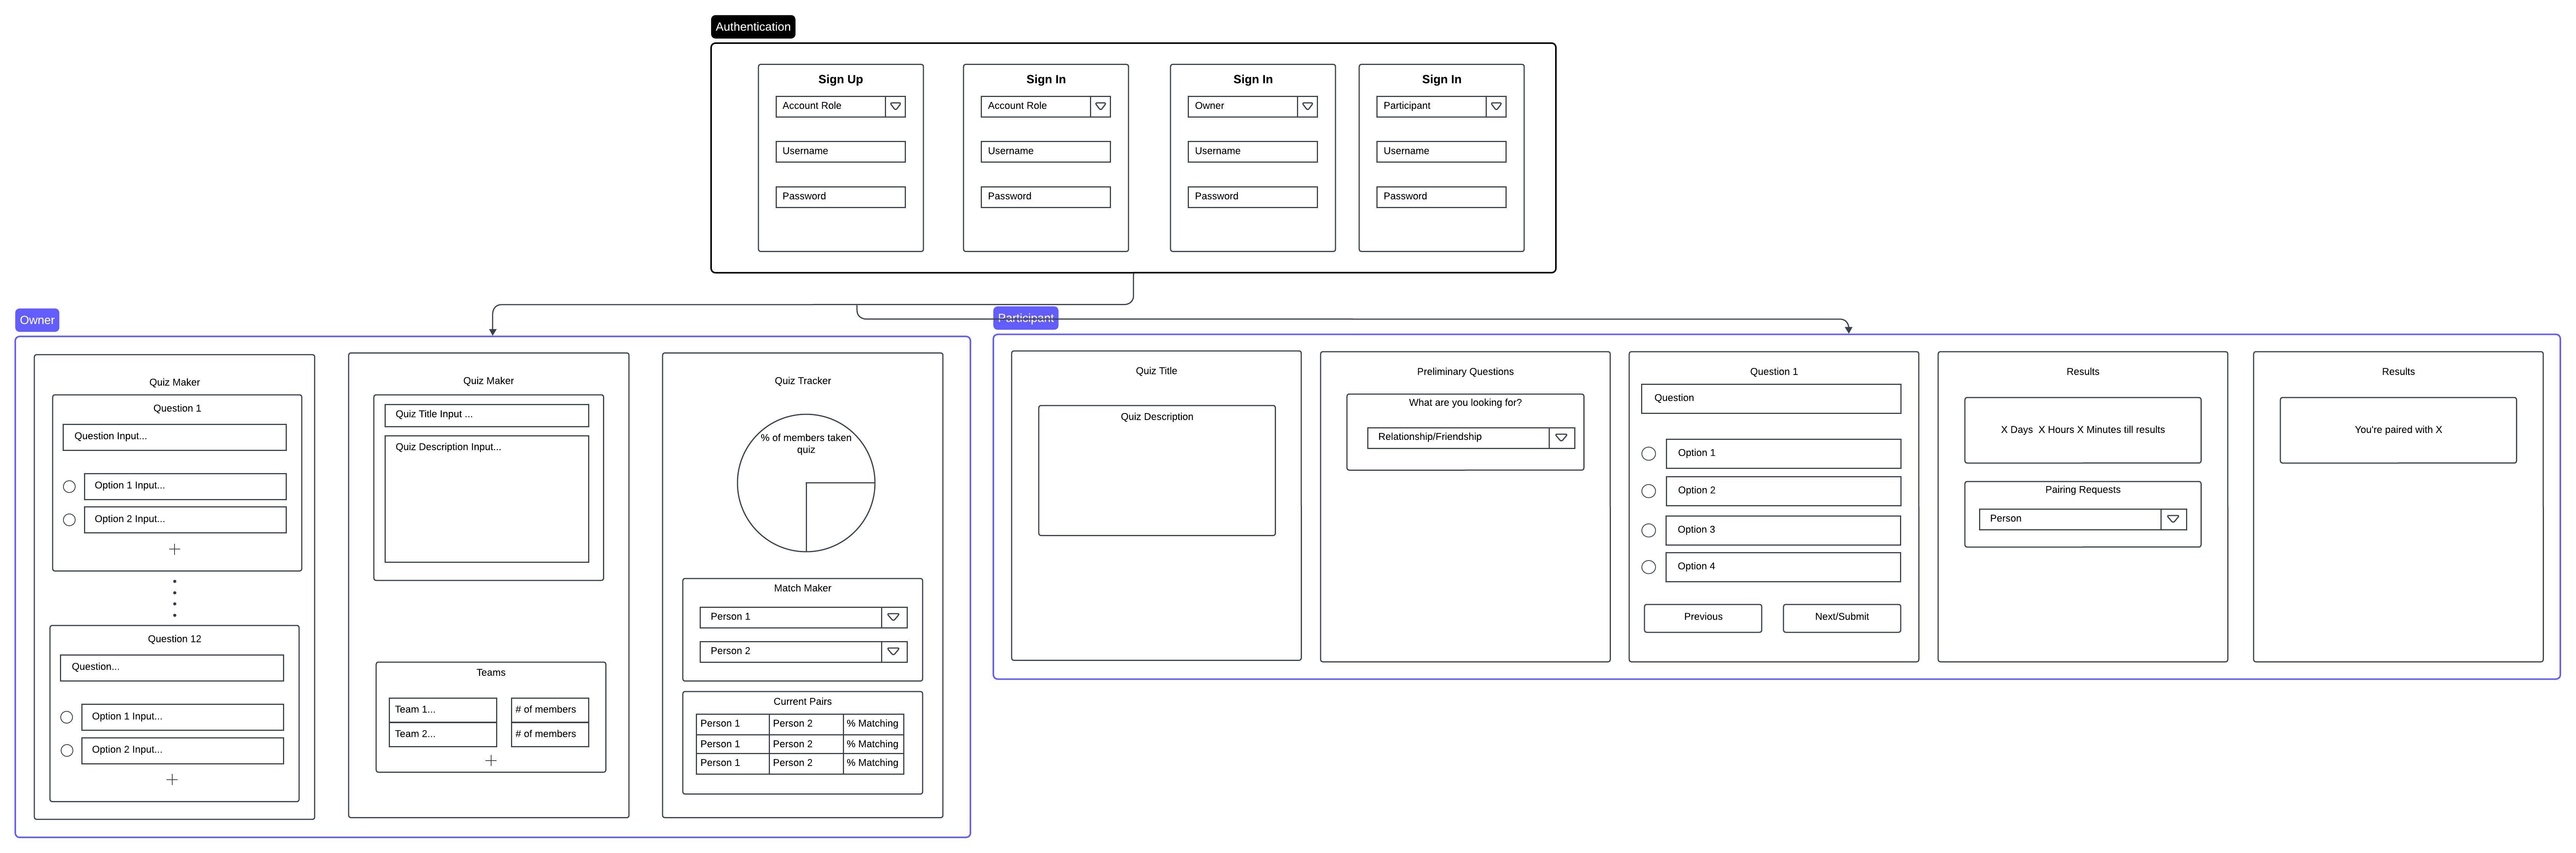 Authentication
Sign Up
Account Role
Username
Password
Sign In
Account Role
Username
Password
Sign In
Owner
Username
Password
Sign In
Participant
Username
Password
Owner
Quiz Maker
Question 1
Question Input...
Option 1 Input...
Option 2 Input...
Question 12
Question...
Option 1 Input...
Option 2 Input...
Quiz Maker
Quiz Title Input ...
Quiz Description Input...
Teams
Team 1... # of members
Team 2... # of members
Quiz Tracker
% of members taken
quiz
Match Maker
Person 1
Person 2
Current Pairs
Person 1 Person 2 % Matching
Person 1 Person 2 % Matching
Person 1 Person 2 % Matching
Participant
Quiz Title
Quiz Description
Preliminary Questions
What are you looking for?
Relationship/Friendship
Question 1
Question
Option 1
Option 2
Option 3
Option 4
Previous Next/Submit
Results
X Days  X Hours X Minutes till results
Pairing Requests
Person
Results
You're paired with X